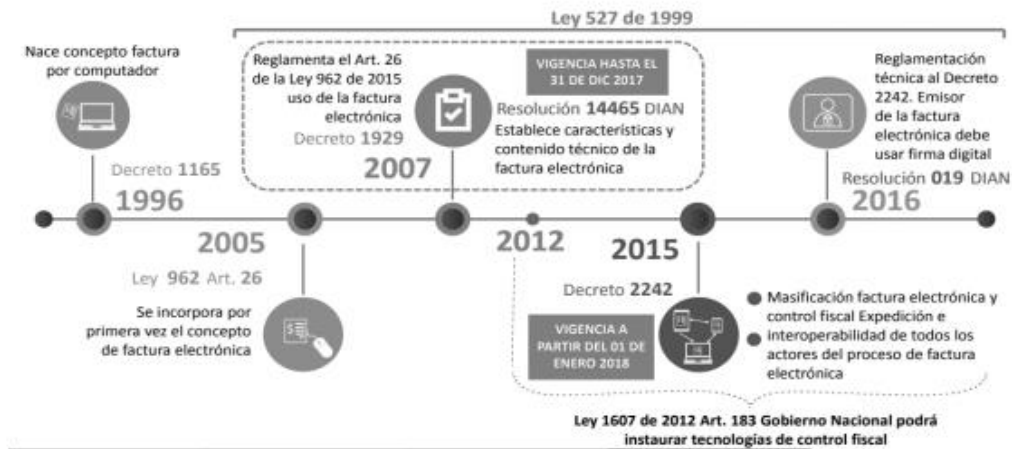 Ley 527 de 1999
Nace concepto factura
por computador
Decreto 1165
1996
2005
Ley 962 Art. 26
Se incorpora por
primera vez el concepto
de factura electrónica
Reglamenta el Art. 26
de la Ley 962 de 2015
uso de la factura
electrónica
Decreto 1929
2007
VIGENCIA HASTA EL
31 DE DIC 2017
Resolución 14465 DIAN
Establece características y
contenido técnico de la
factura electrónica
2012
2015
Decreto 2242
VIGENCIA A
PARTIR DEL 01 DE
ENERO 2018
Masificación factura electrónica y
control fiscal Expedición e
interoperabilidad de todos los
actores del proceso de factura
electrónica
Reglamentación
técnica al Decreto
2242. Emisor
de la factura
electrónica debe
usar firma digital
Resolución 019 DIAN
2016
Ley 1607 de 2012 Art. 183 Gobierno Nacional podrá
instaurar tecnologías de control fiscal